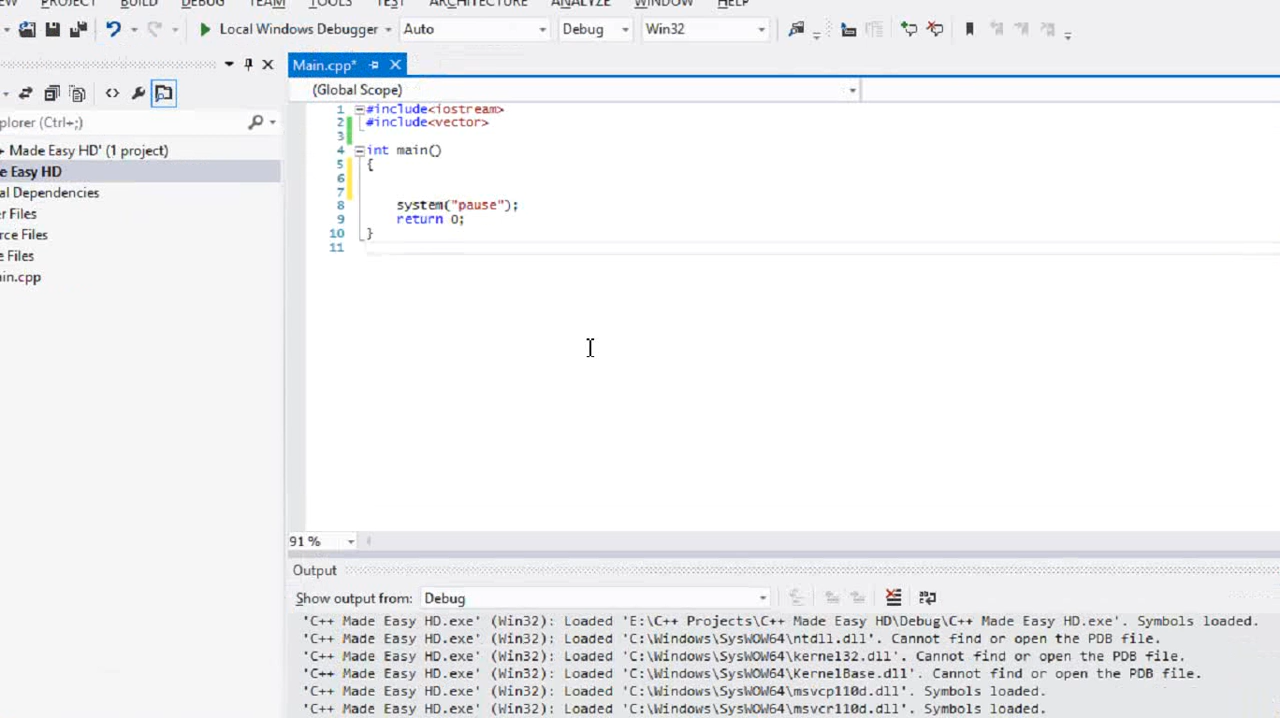 EW PROJECT BUILD DEBUG TEAM TOOLS TEST ARCHITECTURE ANALYZE WINDOW HELP
Local Windows Debugger Auto Debug Win32
Main.cpp*
(Global Scope)
plorer (Ctrl+;)
+ Made Easy HD' (1 project)
e Easy HD
al Dependencies
er Files
rce Files
e Files
in.cpp
1 #include<iostream>
2 #include<vector>
3
4 int main()
5 {
6
7
8 system("pause");
9 return 0;
10 }
11
91 %
Output
Show output from: Debug
'C++ Made Easy HD.exe' (Win32): Loaded 'E:\C++ Projects\C++ Made Easy HD\Debug\C++ Made Easy HD.exe'. Symbols loaded.
'C++ Made Easy HD.exe' (Win32): Loaded 'C:\Windows\SysWOW64\ntdll.dll'. Cannot find or open the PDB file.
'C++ Made Easy HD.exe' (Win32): Loaded 'C:\Windows\SysWOW64\kernel32.dll'. Cannot find or open the PDB file.
'C++ Made Easy HD.exe' (Win32): Loaded 'C:\Windows\SysWOW64\KernelBase.dll'. Cannot find or open the PDB file.
'C++ Made Easy HD.exe' (Win32): Loaded 'C:\Windows\SysWOW64\msvcp110d.dll'. Symbols loaded.
'C++ Made Easy HD.exe' (Win32): Loaded 'C:\Windows\SysWOW64\msvcr110d.dll'. Symbols loaded.